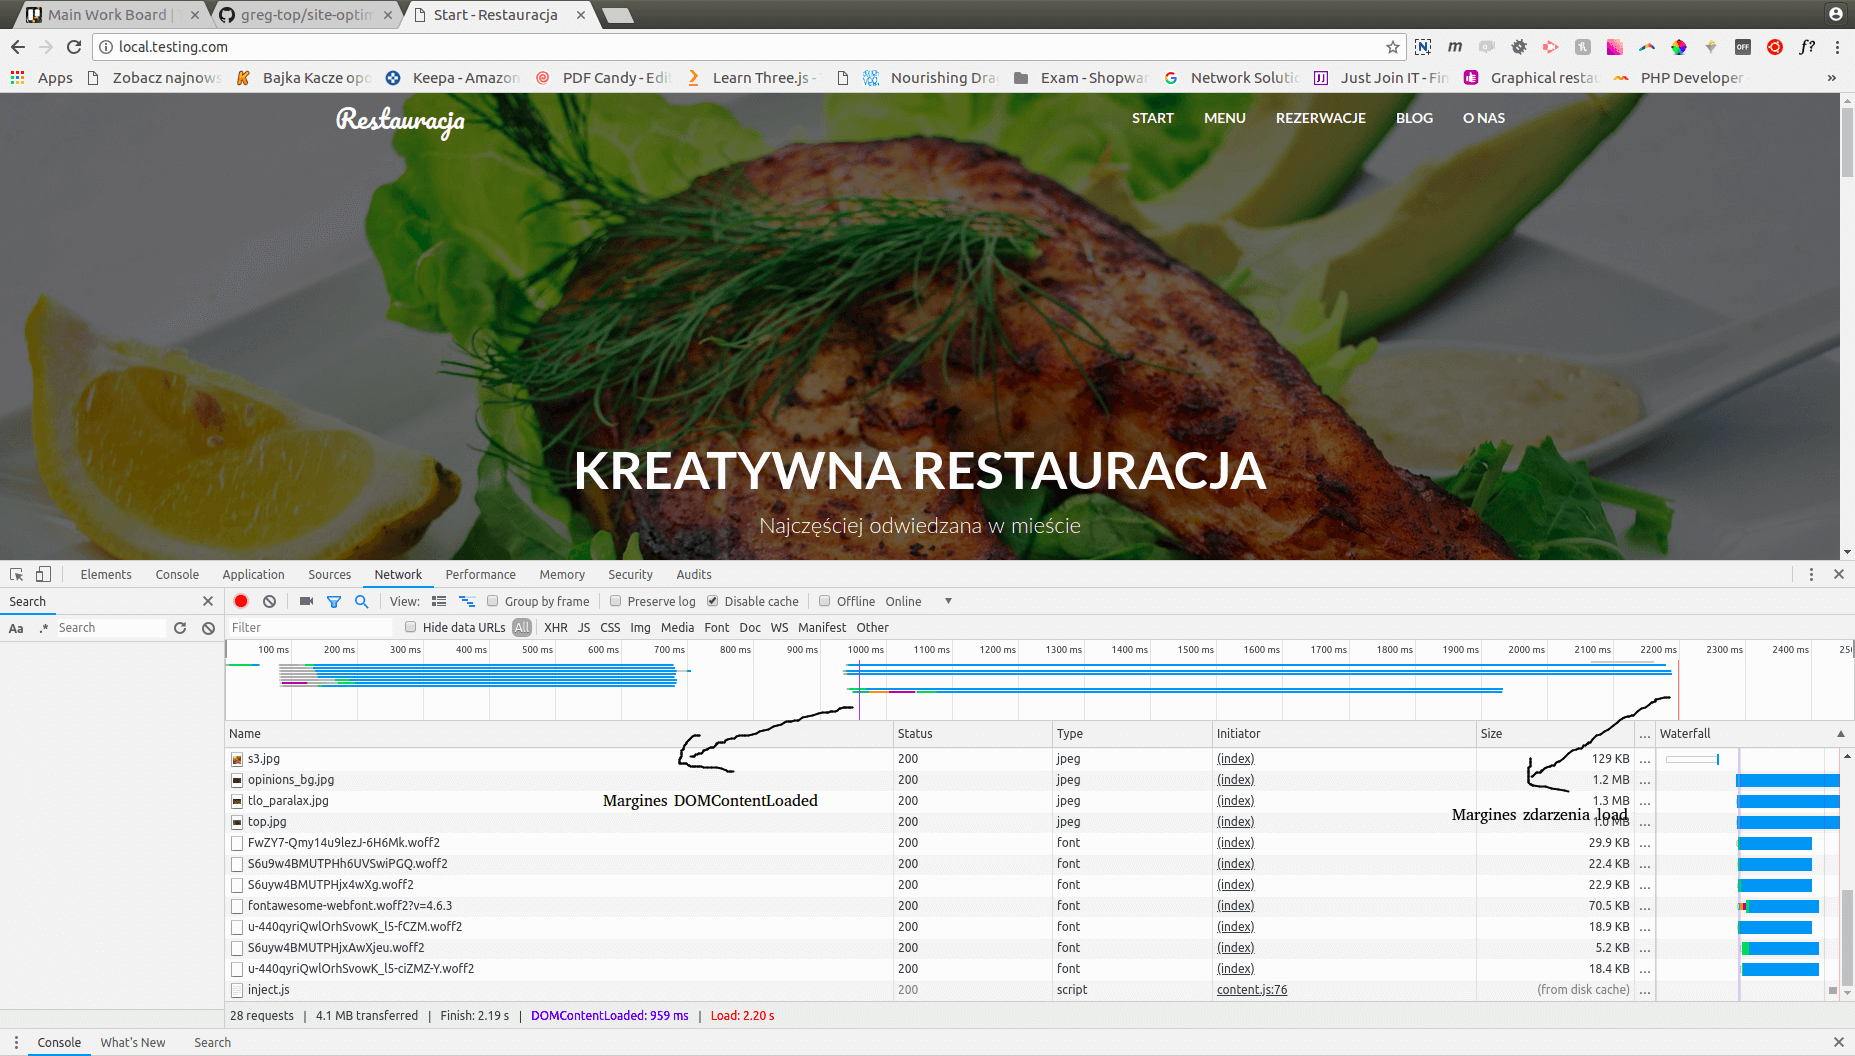 Main Work Board |
greg-top/site-optim
Start - Restauracja
local.testing.com
Apps Zobacz najnows Bajka Kacze opo Keepa - Amazon PDF Candy - Edi Learn Three.js - Nourishing Drag Exam - Shopwar Network Soluti Just Join IT - Fin Graphical restau PHP Developer »
Restauracja START MENU REZERWACJE BLOG O NAS
KREATYWNA RESTAURACJA
Najczęściej odwiedzana w mieście
Elements Console Application Sources Network Performance Memory Security Audits
Search View: Group by frame Preserve log Disable cache Offline Online
Aa .* Search Filter Hide data URLs All XHR JS CSS Img Media Font Doc WS Manifest Other
100 ms 200 ms 300 ms 400 ms 500 ms 600 ms 700 ms 800 ms 900 ms 1000 ms 1100 ms 1200 ms 1300 ms 1400 ms 1500 ms 1600 ms 1700 ms 1800 ms 1900 ms 2000 ms 2100 ms 2200 ms 2300 ms 2400 ms
Name Status Type Initiator Size ... Waterfall
s3.jpg 200 jpeg (index) 129 KB ...
opinions_bg.jpg 200 jpeg (index) 1.2 MB ...
tlo_paralax.jpg 200 jpeg (index) 1.3 MB ...
Margines DOMContentLoaded
Margines zdarzenia load
top.jpg 200 jpeg (index) 1.0 MB ...
FwZY7-Qmy14u9lezJ-6H6Mk.woff2 200 font (index) 29.9 KB ...
S6u9w4BMUTPHh6UVSwiPGQ.woff2 200 font (index) 22.4 KB ...
S6uyw4BMUTPHjx4wXg.woff2 200 font (index) 22.9 KB ...
fontawesome-webfont.woff2?v=4.6.3 200 font (index) 70.5 KB ...
u-440qyriQwlOrhSvowK_l5-fCZM.woff2 200 font (index) 18.9 KB ...
S6uyw4BMUTPHjxAwXjeu.woff2 200 font (index) 5.2 KB ...
u-440qyriQwlOrhSvowK_l5-ciZMZ-Y.woff2 200 font (index) 18.4 KB ...
inject.js 200 script content.js:76 (from disk cache) ...
28 requests | 4.1 MB transferred | Finish: 2.19 s | DOMContentLoaded: 959 ms | Load: 2.20 s
Console What's New Search